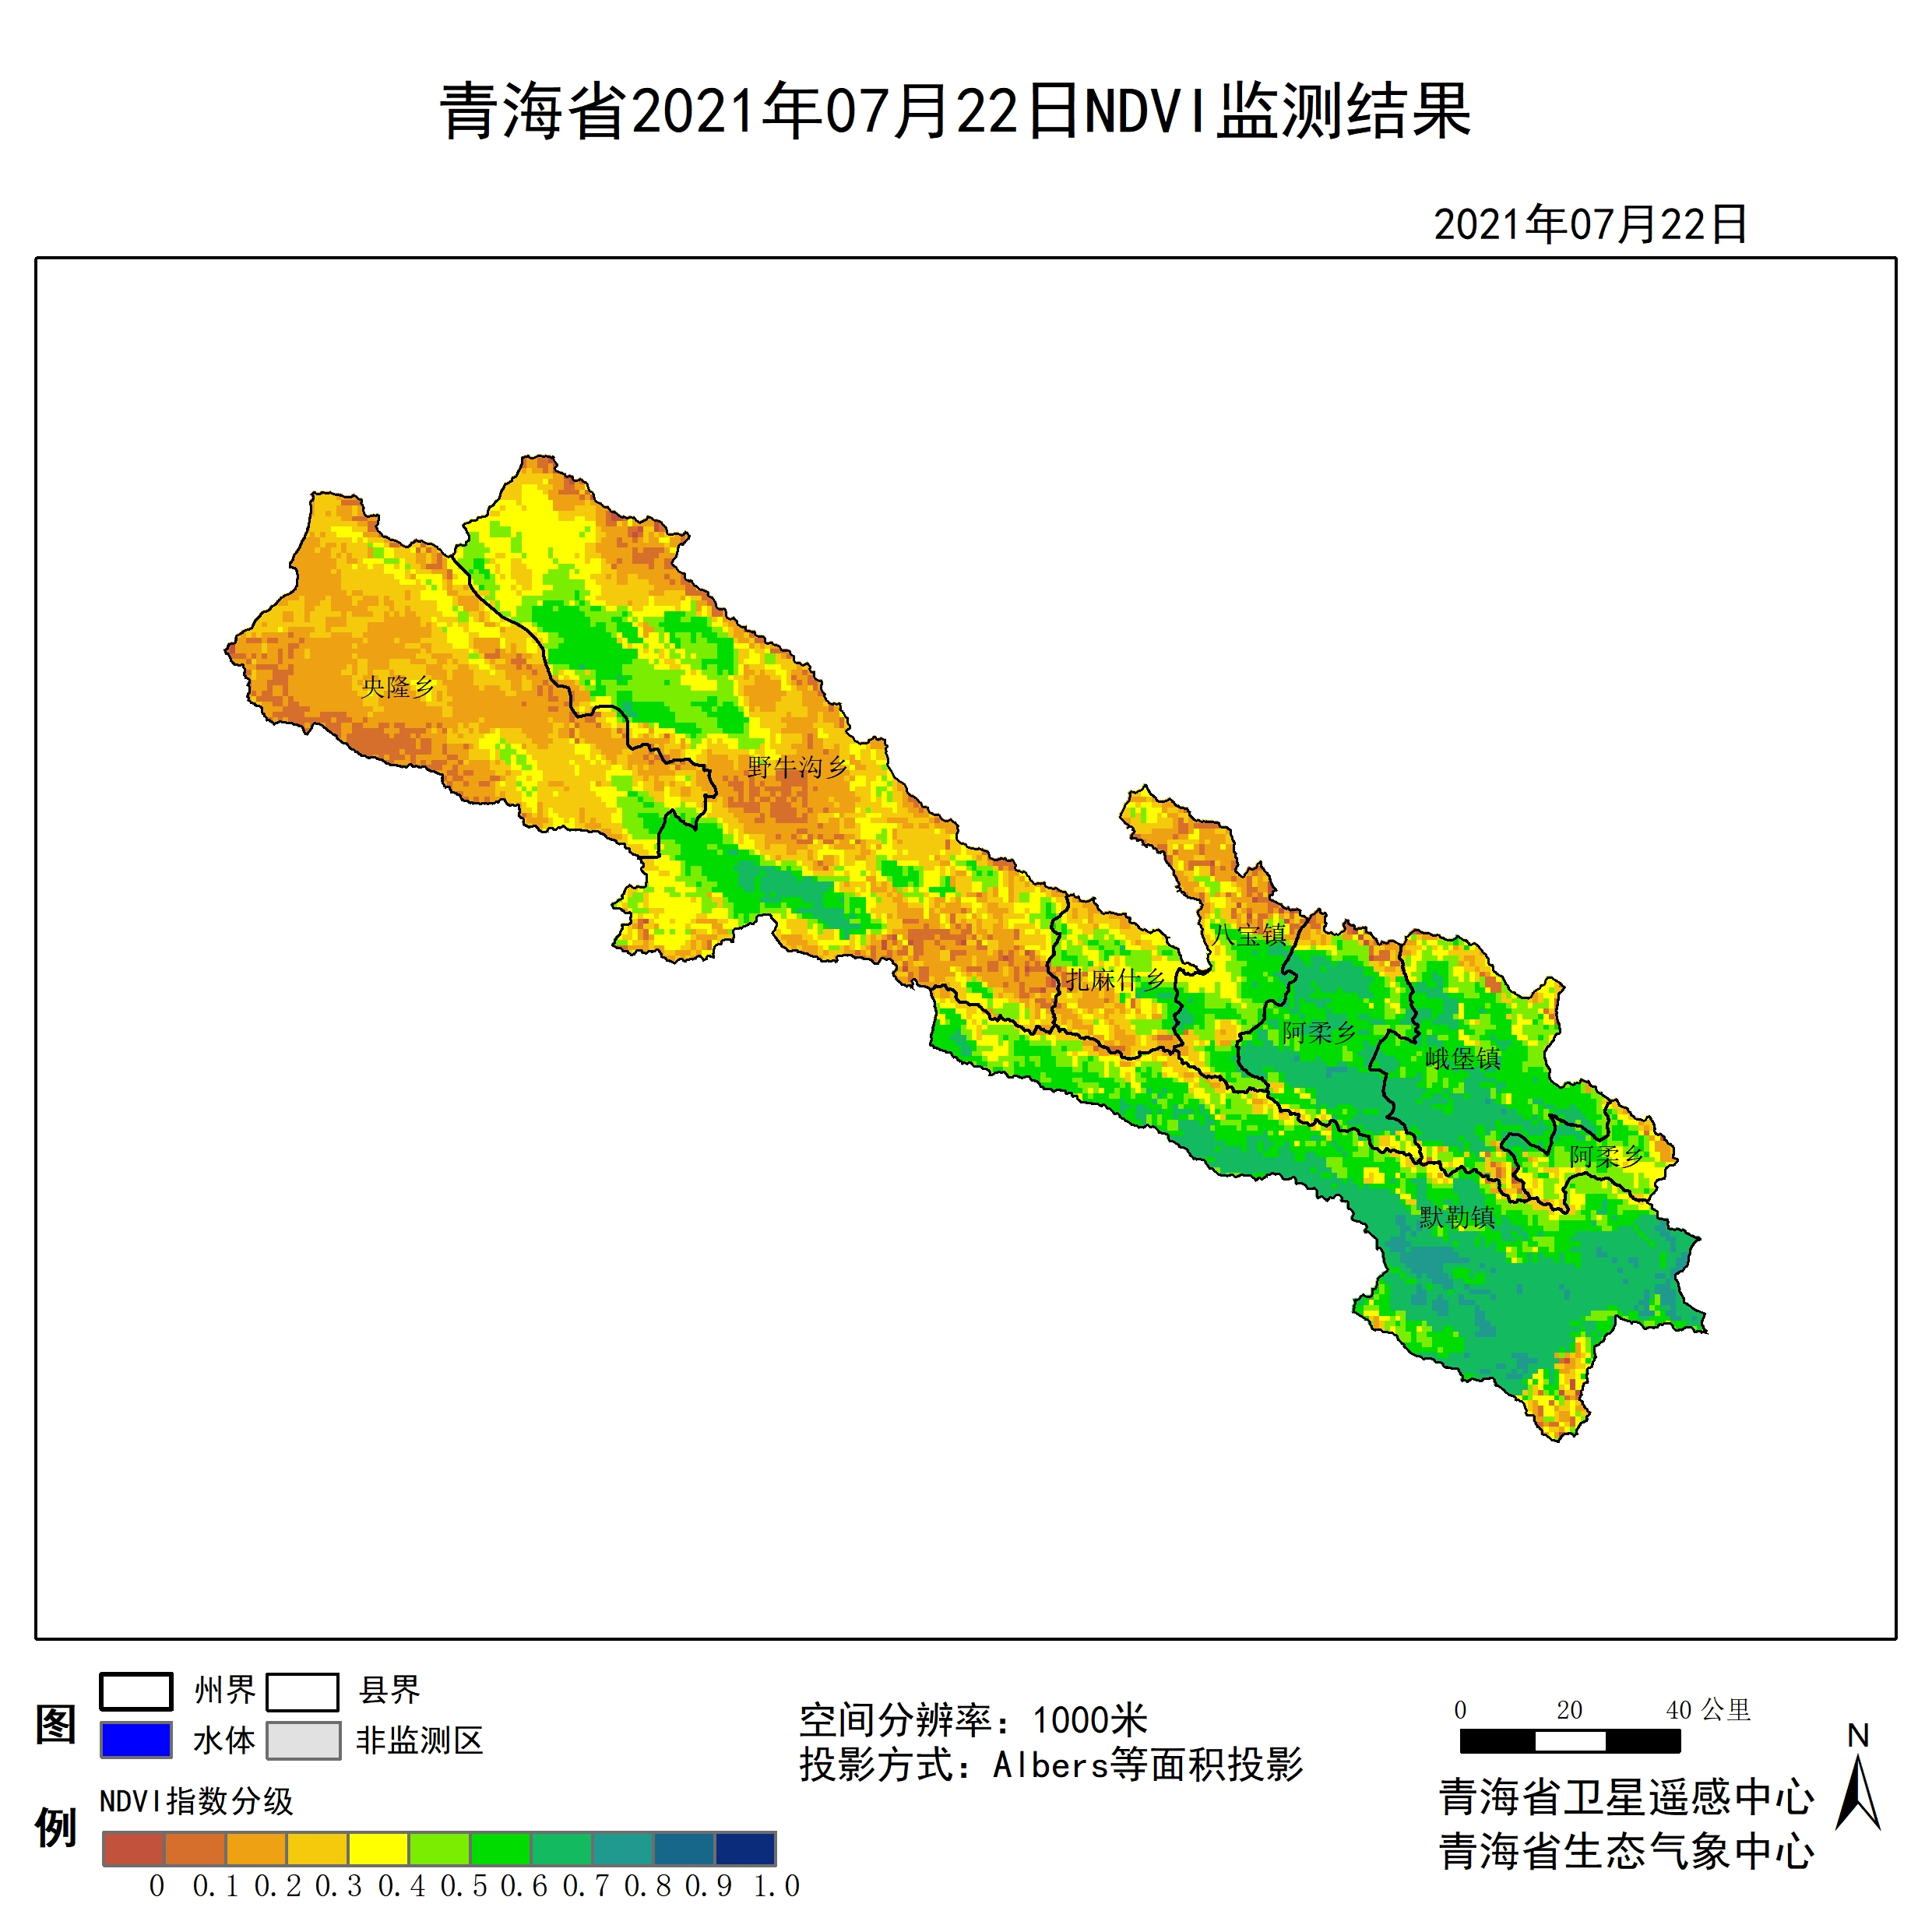 青海省2021年07月22日NDVI监测结果
2021年07月22日
央隆乡
野牛沟乡
八宝镇
扎麻什乡
阿柔乡
峨堡镇
阿柔乡
默勒镇
图例
州界
县界
水体
非监测区
NDVI指数分级
0 0.1 0.2 0.3 0.4 0.5 0.6 0.7 0.8 0.9 1.0
空间分辨率：1000米
投影方式：Albers等面积投影
0 20 40 公里
N
青海省卫星遥感中心
青海省生态气象中心